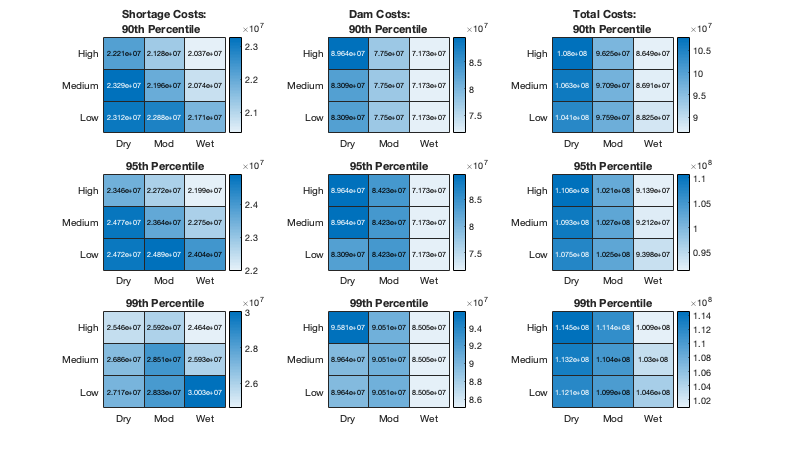 Shortage Costs: Dam Costs: Total Costs:
90th Percentile 90th Percentile 90th Percentile
×10^7 ×10^7 ×10^7
High 2.221e+07 2.128e+07 2.037e+07 2.3 8.964e+07 7.75e+07 7.173e+07 8.5 1.08e+08 9.625e+07 8.649e+07 10.5
Medium 2.329e+07 2.196e+07 2.074e+07 2.2 8.309e+07 7.75e+07 7.173e+07 8 1.063e+08 9.709e+07 8.691e+07 10 9.5
Low 2.312e+07 2.288e+07 2.171e+07 2.1 8.309e+07 7.75e+07 7.173e+07 7.5 1.041e+08 9.759e+07 8.825e+07 9
Dry Mod Wet Dry Mod Wet Dry Mod Wet
95th Percentile ×10^7 95th Percentile ×10^7 95th Percentile ×10^8
High 2.346e+07 2.272e+07 2.199e+07 2.4 8.964e+07 8.423e+07 7.173e+07 8.5 1.106e+08 1.021e+08 9.139e+07 1.1 1.05
Medium 2.477e+07 2.364e+07 2.275e+07 2.3 8.964e+07 8.423e+07 7.173e+07 8 1.093e+08 1.027e+08 9.212e+07 1
Low 2.472e+07 2.489e+07 2.404e+07 2.2 8.309e+07 8.423e+07 7.173e+07 7.5 1.075e+08 1.025e+08 9.398e+07 0.95
Dry Mod Wet Dry Mod Wet Dry Mod Wet
99th Percentile ×10^7 99th Percentile ×10^7 99th Percentile ×10^8
High 2.546e+07 2.592e+07 2.464e+07 3 9.581e+07 9.051e+07 8.505e+07 9.4 9.2 1.145e+08 1.114e+08 1.009e+08 1.14 1.12
Medium 2.686e+07 2.851e+07 2.593e+07 2.8 8.964e+07 9.051e+07 8.505e+07 9 1.132e+08 1.104e+08 1.03e+08 1.1 1.08 1.06
Low 2.717e+07 2.833e+07 3.003e+07 2.6 8.964e+07 9.051e+07 8.505e+07 8.8 8.6 1.121e+08 1.099e+08 1.046e+08 1.04 1.02
Dry Mod Wet Dry Mod Wet Dry Mod Wet